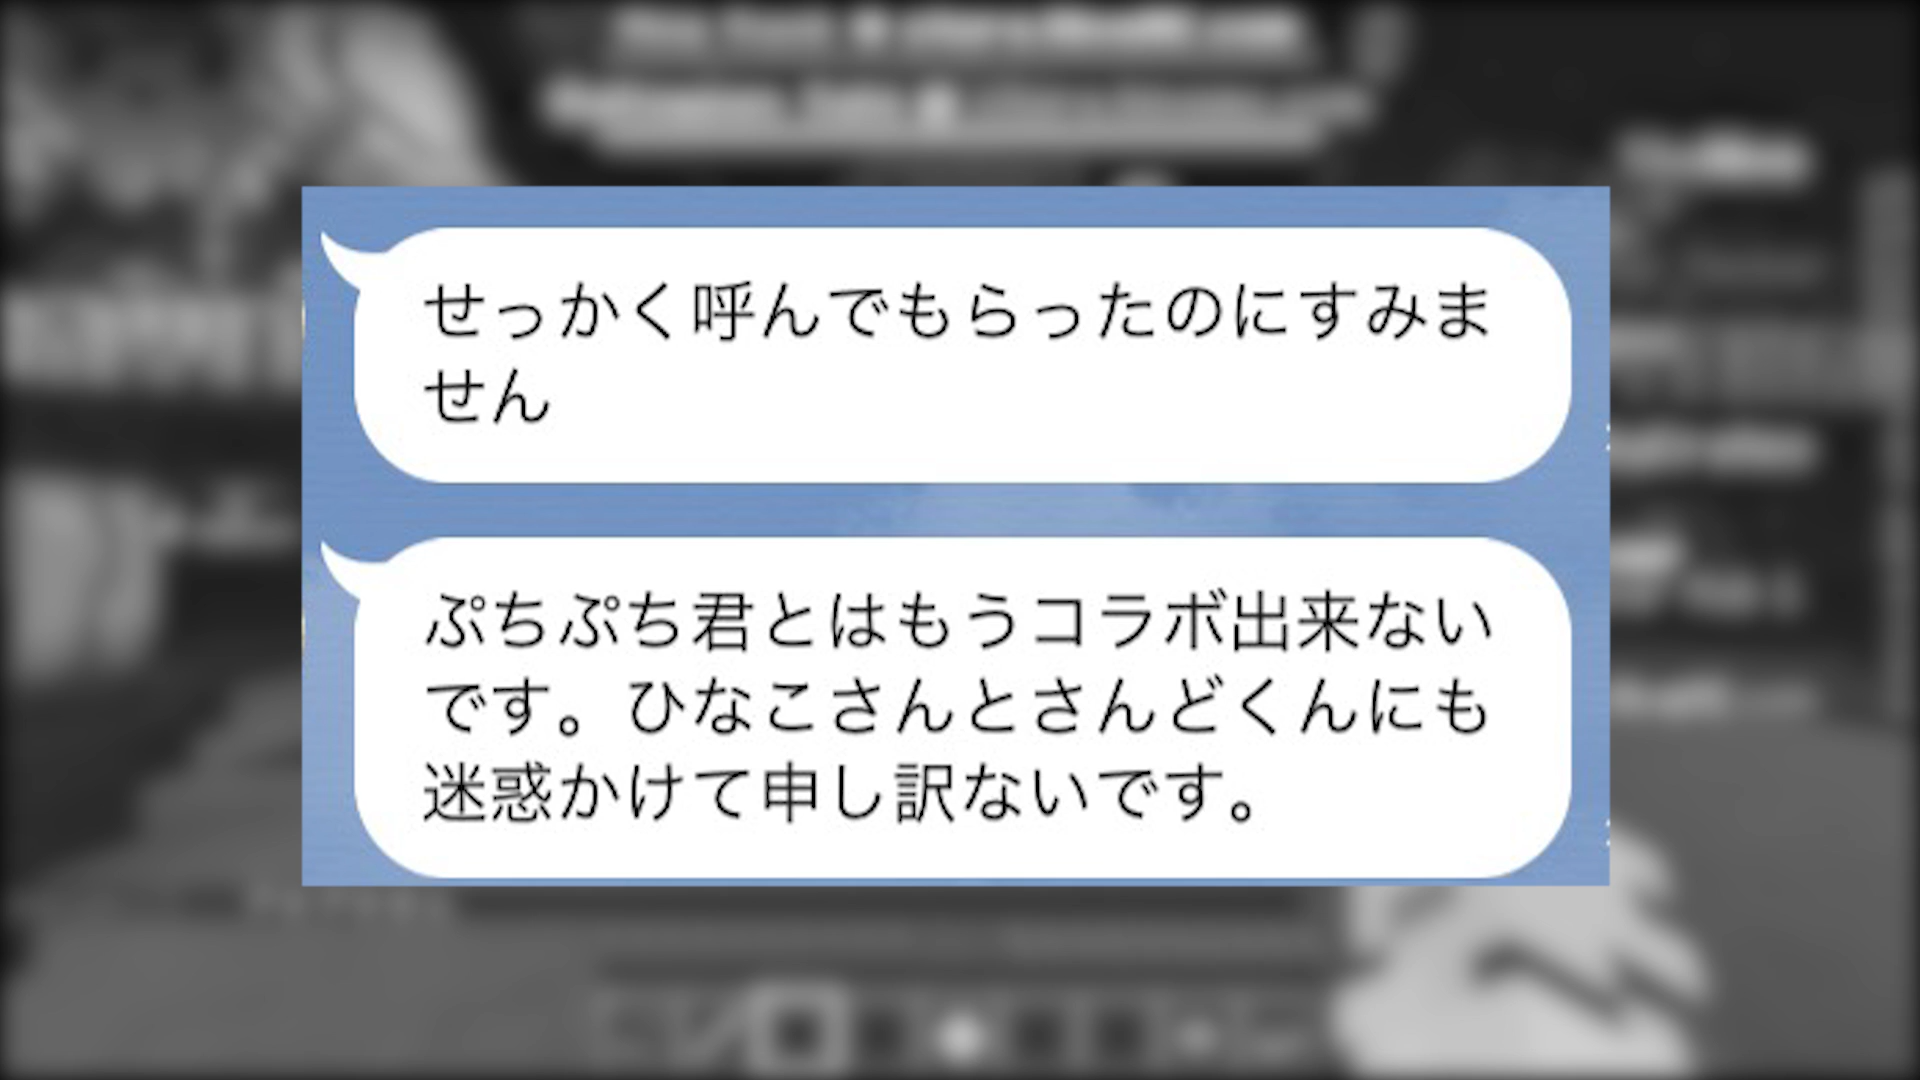 せっかく呼んでもらったのにすみま
せん
ぷちぷち君とはもうコラボ出来ない
です。ひなこさんとさんどくんにも
迷惑かけて申し訳ないです。